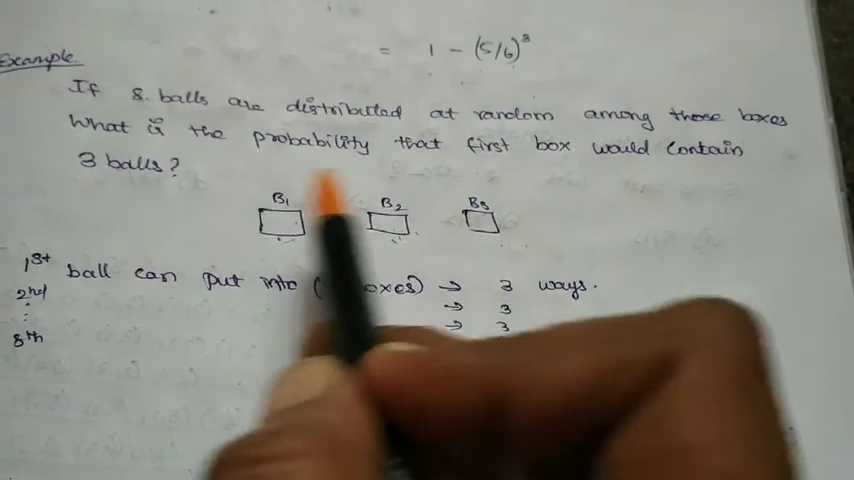 = 1 - (5/6)³
Example
If 8 balls are distributed at random among those boxes
What is the probability that first box would Contain
3 balls?
B₁ B₂ B₃
1st ball can put into ( oxes) → 3 ways.
2nd → 3
:
8th → 3